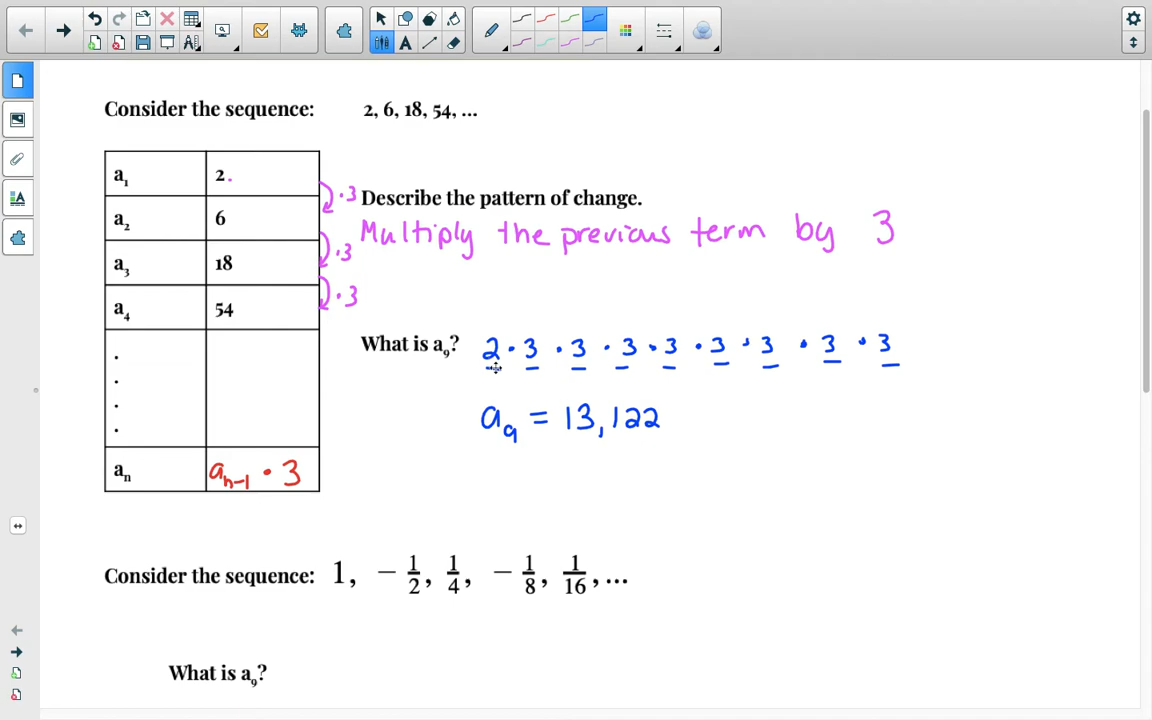 Consider the sequence: 2, 6, 18, 54, ...
a₁ 2 .
·3
Describe the pattern of change.
a₂ 6
Multiply the previous term by 3
·3
a₃ 18
·3
a₄ 54
What is a₉? 2 · 3 · 3 · 3 · 3 · 3 · 3 · 3 · 3
a₉ = 13,122
aₙ aₙ₋₁ · 3
Consider the sequence: 1, -1/2, 1/4, -1/8, 1/16, ...
What is a₉?